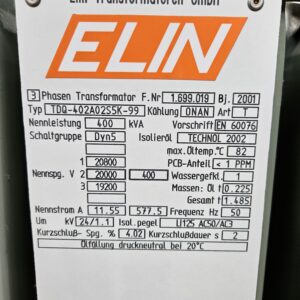 Elin Transformatoren GmbH
ELIN
3 Phasen Transformator F.Nr 1.699.019 Bj. 2001
Typ TDQ-402A02S5K-99 Kühlung ONAN Art T
Nennleistung 400 kVA Vorschrift EN 60076
Schaltgruppe Dyn5 Isolieröl TECHNOL 2002
max.Öltemp.°C 82
1 20800 PCB-Anteil < 1 PPM
Nennspg. V 2 20000 400 Wassergefkl. 1
3 19200 Massen: Öl t 0.225
Gesamt t 1.485
Nennstrom A 11.55 577.5 Frequenz Hz 50
Um kV 24/1.1 Isol.pegel LI125 AC50/AC3
Kurzschluß- Spg. % 4.02 Kurzschlußdauer s 2
Ölfüllung druckneutral bei 20°C